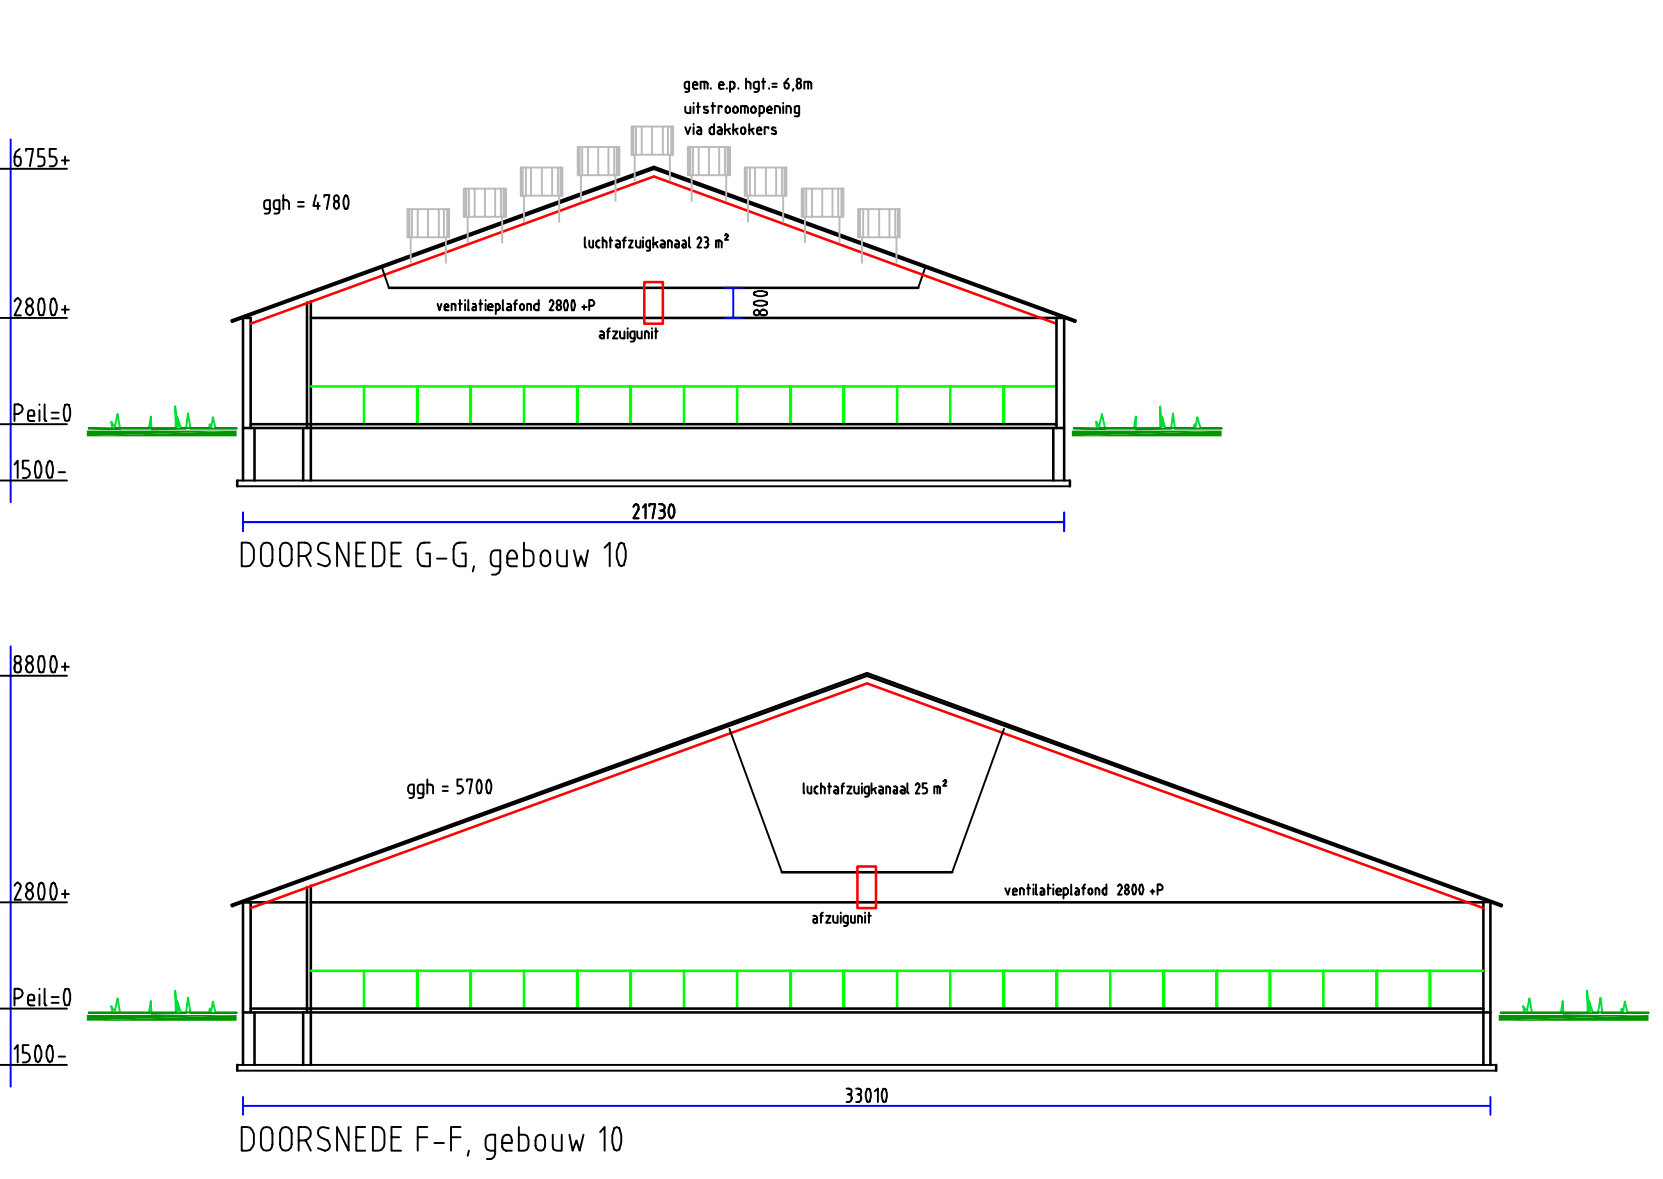 gem. e.p. hgt.= 6,8m
uitstroomopening
via dakkokers
6755+
ggh = 4780
luchtafzuigkanaal 23 m²
2800+
ventilatieplafond 2800 +P
800
afzuigunit
Peil=0
1500-
21730
DOORSNEDE G-G, gebouw 10
8800+
ggh = 5700
luchtafzuigkanaal 25 m²
2800+
ventilatieplafond 2800 +P
afzuigunit
Peil=0
1500-
33010
DOORSNEDE F-F, gebouw 10